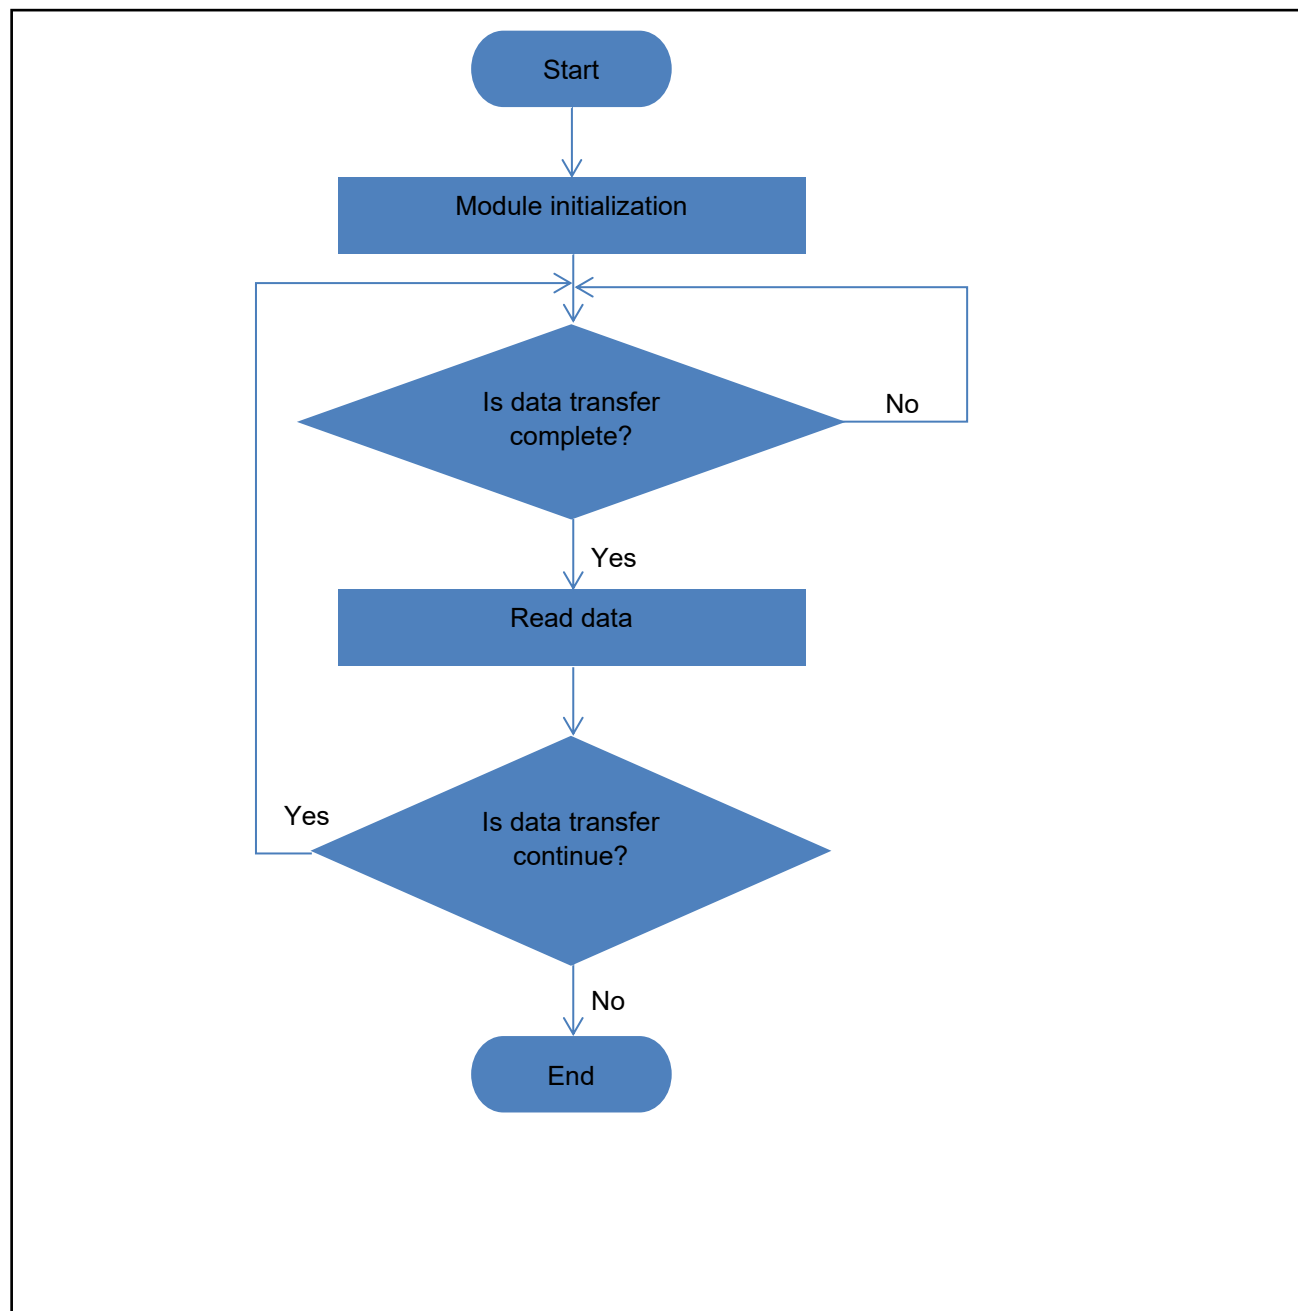 Start
Module initialization
Is data transfer
complete?
No
Yes
Read data
Yes
Is data transfer
continue?
No
End